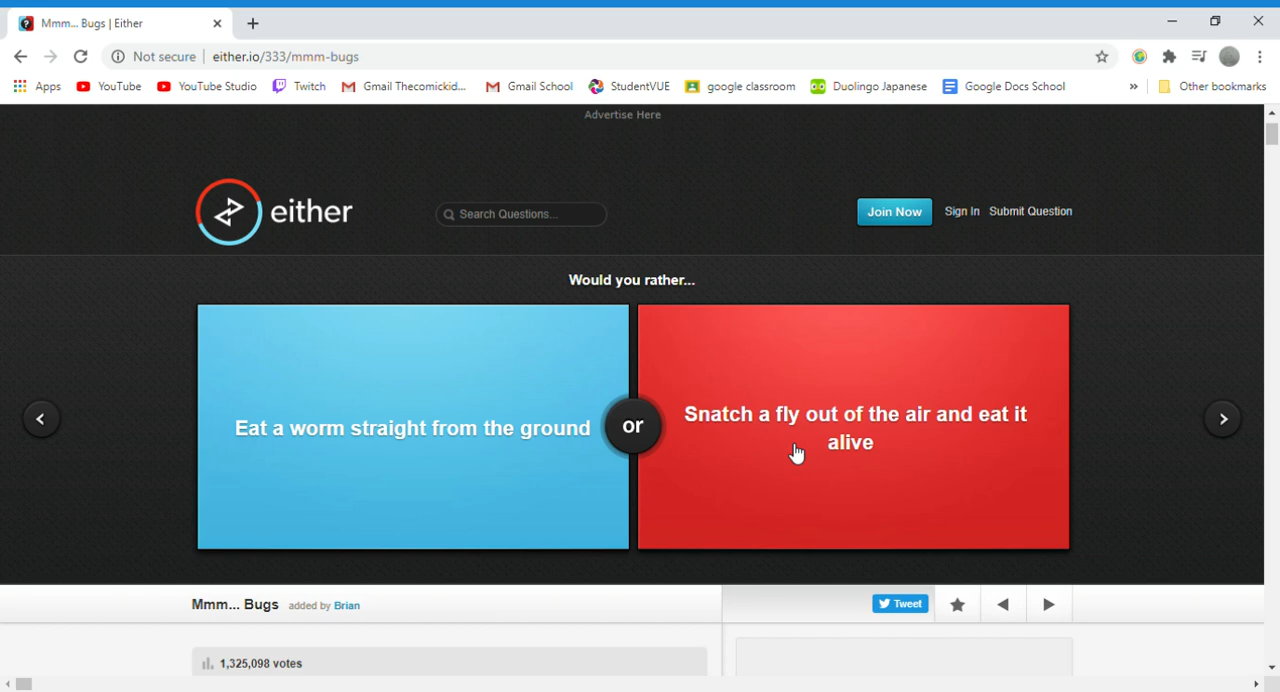 Mmm... Bugs | Either
Not secure either.io/333/mmm-bugs
Apps YouTube YouTube Studio Twitch Gmail Thecomickid... Gmail School StudentVUE google classroom Duolingo Japanese Google Docs School » Other bookmarks
Advertise Here
either
Search Questions...
Join Now Sign In Submit Question
Would you rather...
Eat a worm straight from the ground
or
Snatch a fly out of the air and eat it
alive
Mmm... Bugs added by Brian
Tweet
1,325,098 votes